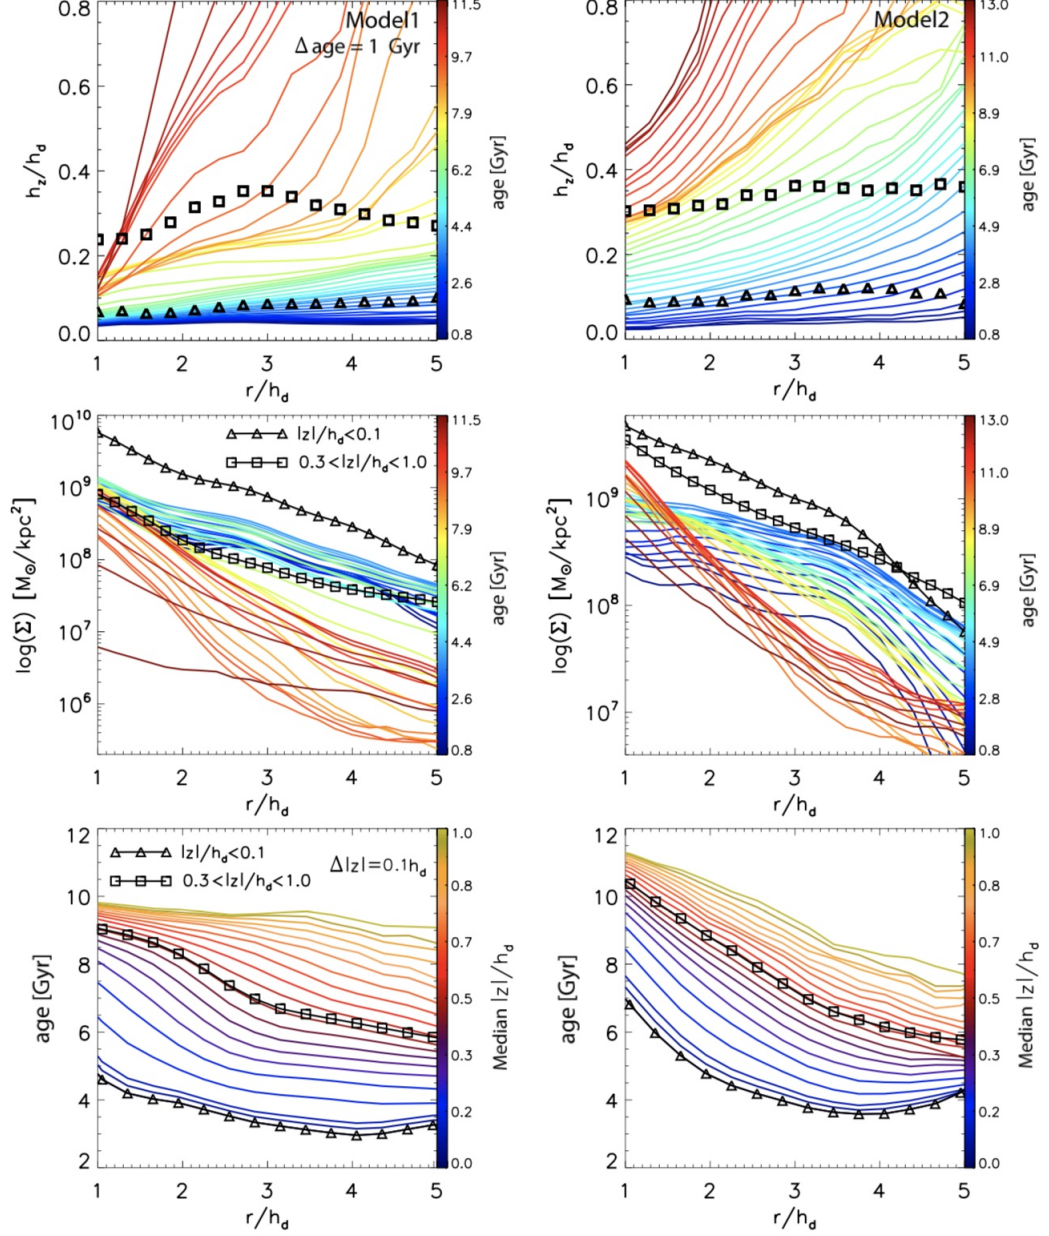 Model1
Δage = 1 Gyr
0.8
0.6
0.4
0.2
0.0
h_z/h_d
1 2 3 4 5
r/h_d
11.5
9.7
7.9
6.2
4.4
2.6
0.8
age [Gyr]
Model2
0.8
0.6
0.4
0.2
0.0
h_z/h_d
1 2 3 4 5
r/h_d
13.0
11.0
8.9
6.9
4.9
2.8
0.8
age [Gyr]
|z|/h_d<0.1
0.3<|z|/h_d<1.0
10^10
10^9
10^8
10^7
10^6
log(Σ) [M_⊙/kpc^2]
1 2 3 4 5
r/h_d
11.5
9.7
7.9
6.2
4.4
2.6
0.8
age [Gyr]
10^9
10^8
10^7
log(Σ) [M_⊙/kpc^2]
1 2 3 4 5
r/h_d
13.0
11.0
8.9
6.9
4.9
2.8
0.8
age [Gyr]
|z|/h_d<0.1
0.3<|z|/h_d<1.0
Δ|z|=0.1h_d
12
10
8
6
4
2
age [Gyr]
1 2 3 4 5
r/h_d
1.0
0.8
0.7
0.5
0.3
0.2
0.0
Median |z|/h_d
12
10
8
6
4
2
age [Gyr]
1 2 3 4 5
r/h_d
1.0
0.8
0.7
0.5
0.3
0.2
0.0
Median |z|/h_d